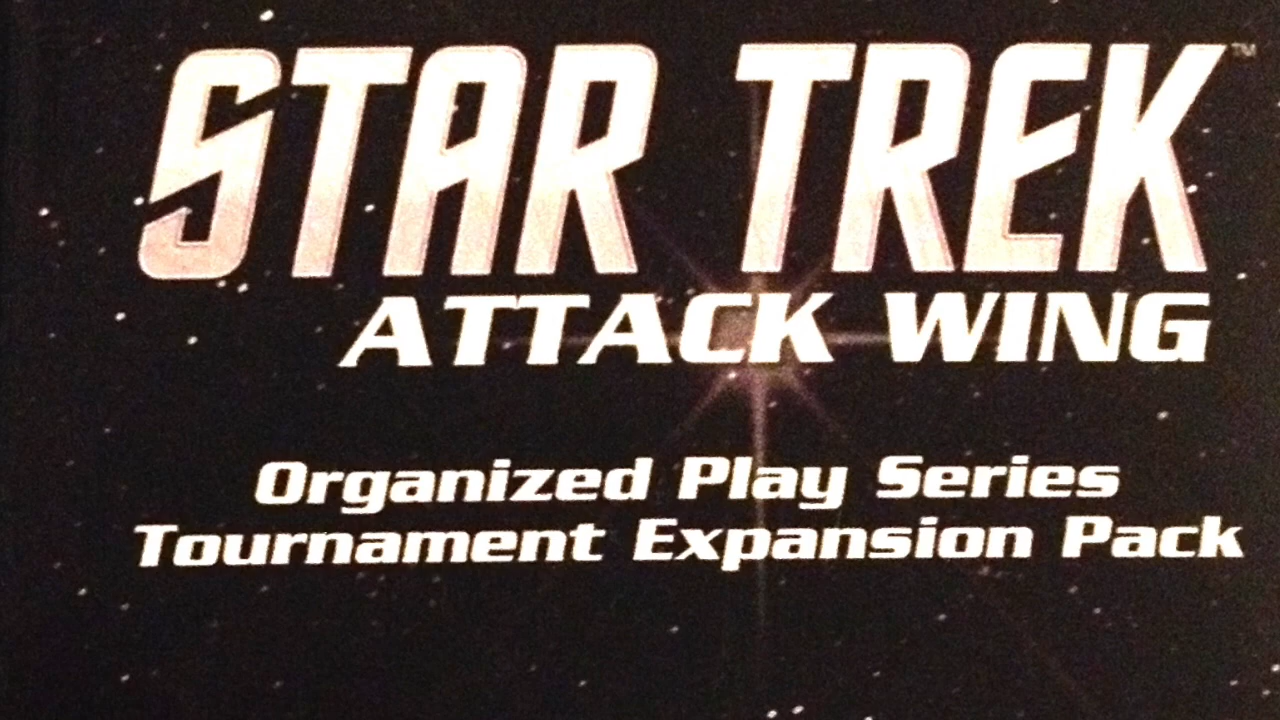 STAR TREK™
ATTACK WING
Organized Play Series
Tournament Expansion Pack